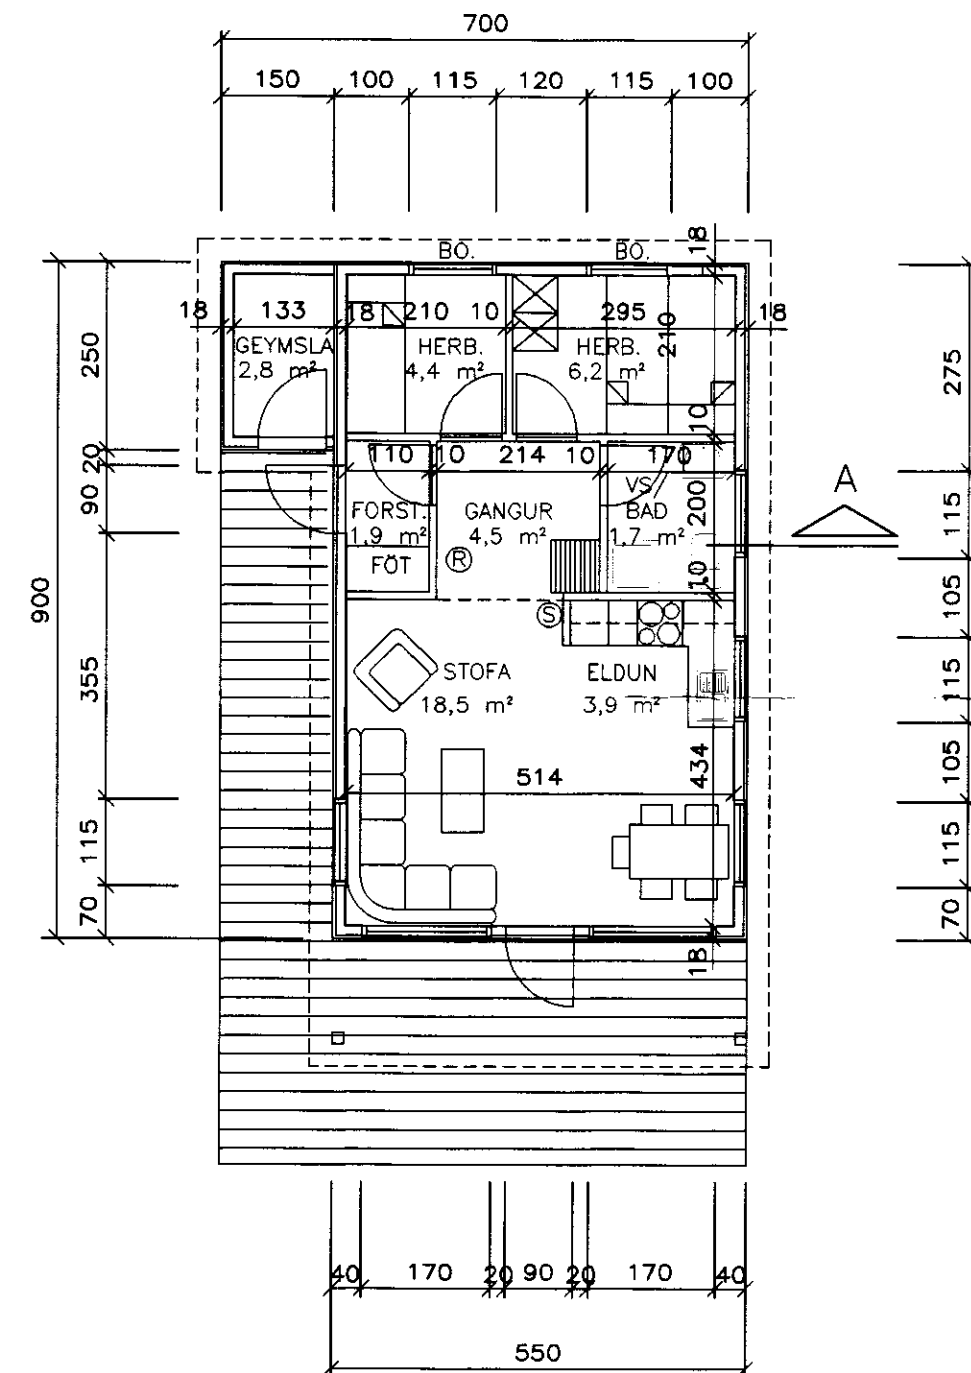 700
150 100 115 120 115 100
BO. BO. 18
18 133 18 210 10 295 18
GEYMSLA
2,8 m²
HERB.
4,4 m²
HERB.
6,2 m²
210
10
250
20
90
900
355
115
70
275
115
105
115
105
115
70
110 10 214 10 170
FORST.
1,9 m²
FÖT
GANGUR
4,5 m²
R
VS
BAD
1,7 m²
200
10
A
S
STOFA
18,5 m²
ELDUN
3,9 m²
434
514
18
40 170 20 90 20 170 40
550